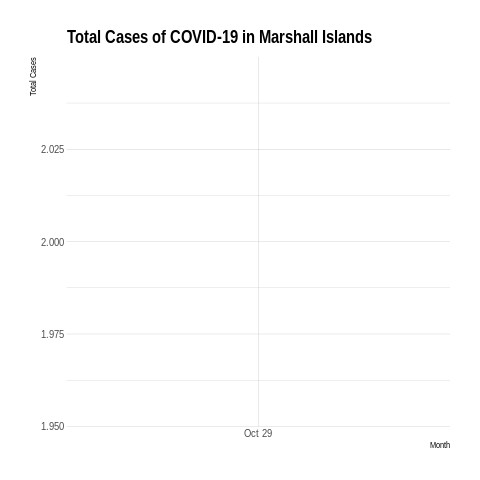 Total Cases of COVID-19 in Marshall Islands
Total Cases
2.025
2.000
1.975
1.950
Oct 29
Month